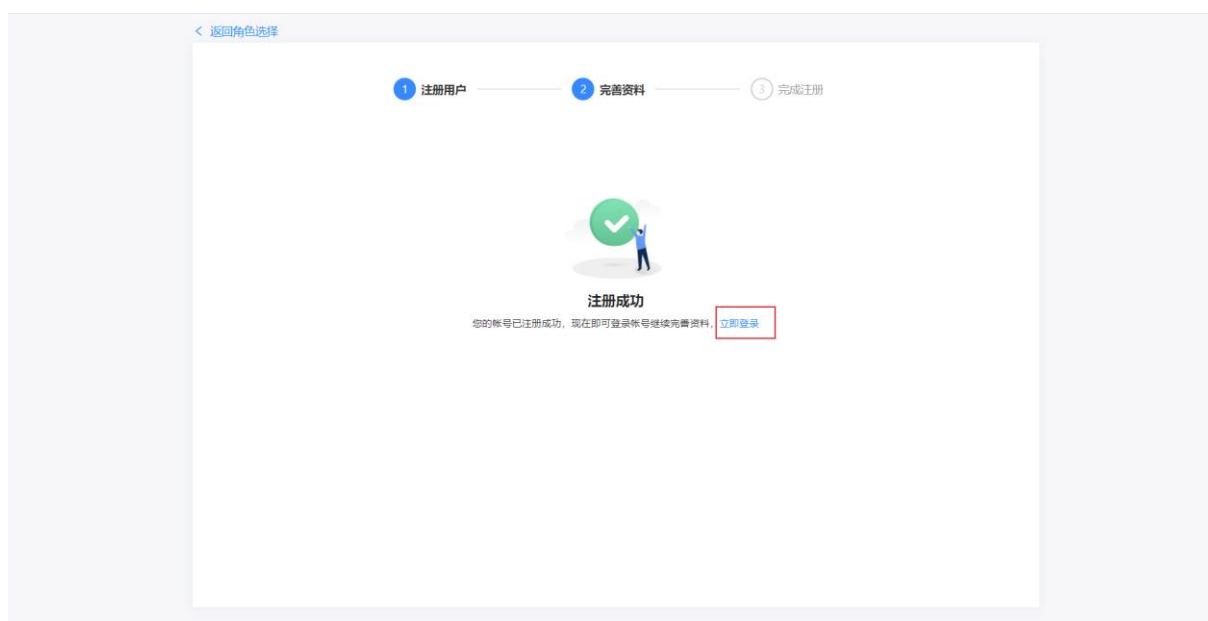 < 返回角色选择
1 注册用户 2 完善资料 3 完成注册
注册成功
您的帐号已注册成功，现在即可登录帐号继续完善资料，立即登录